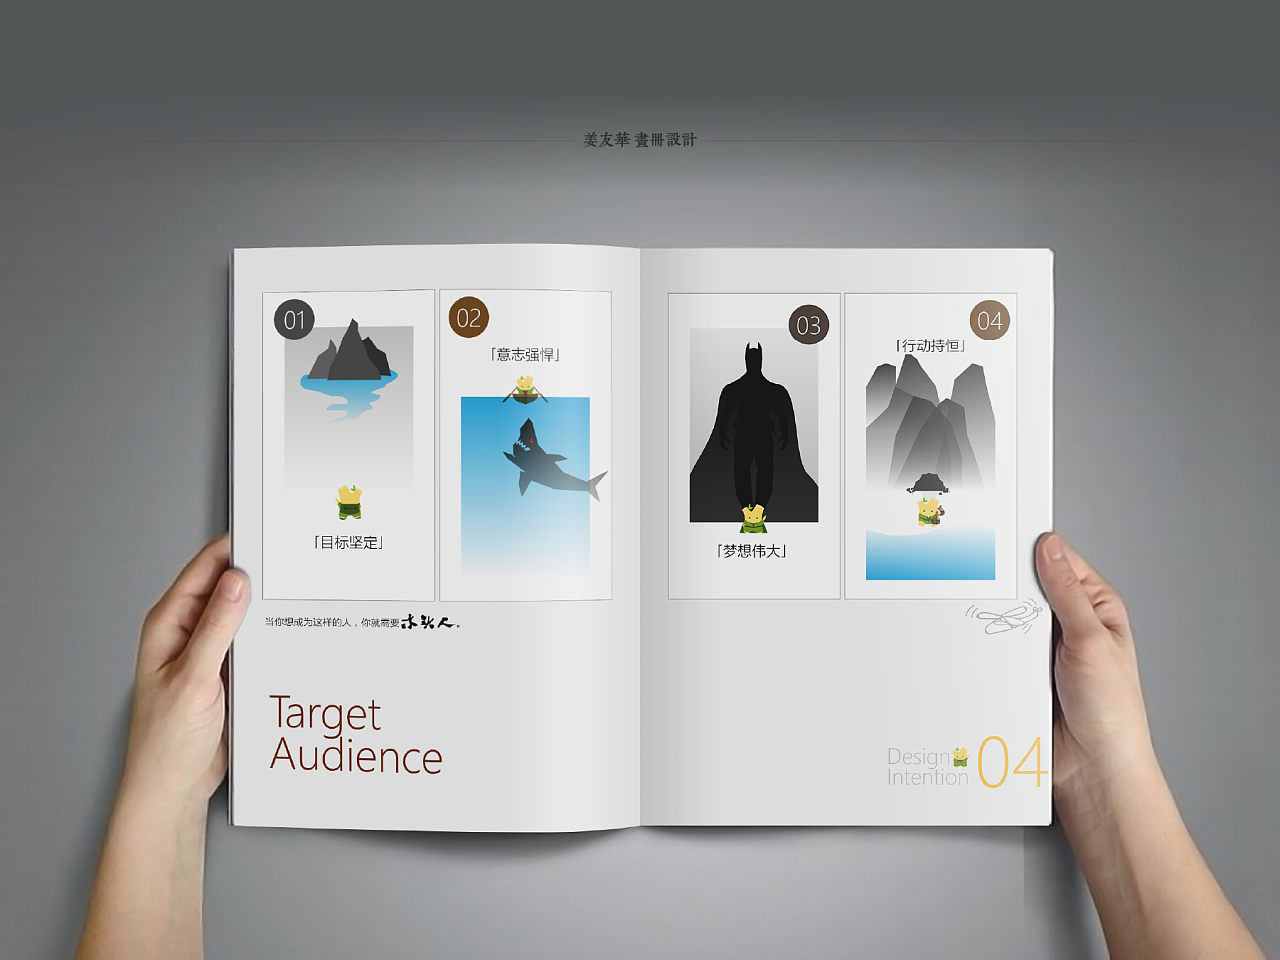 姜友華 畫冊設計
01
「目标坚定」
02
「意志强悍」
03
「梦想伟大」
04
「行动持恒」
当你想成为这样的人，你就需要木头人。
Target
Audience
Design
Intention
04